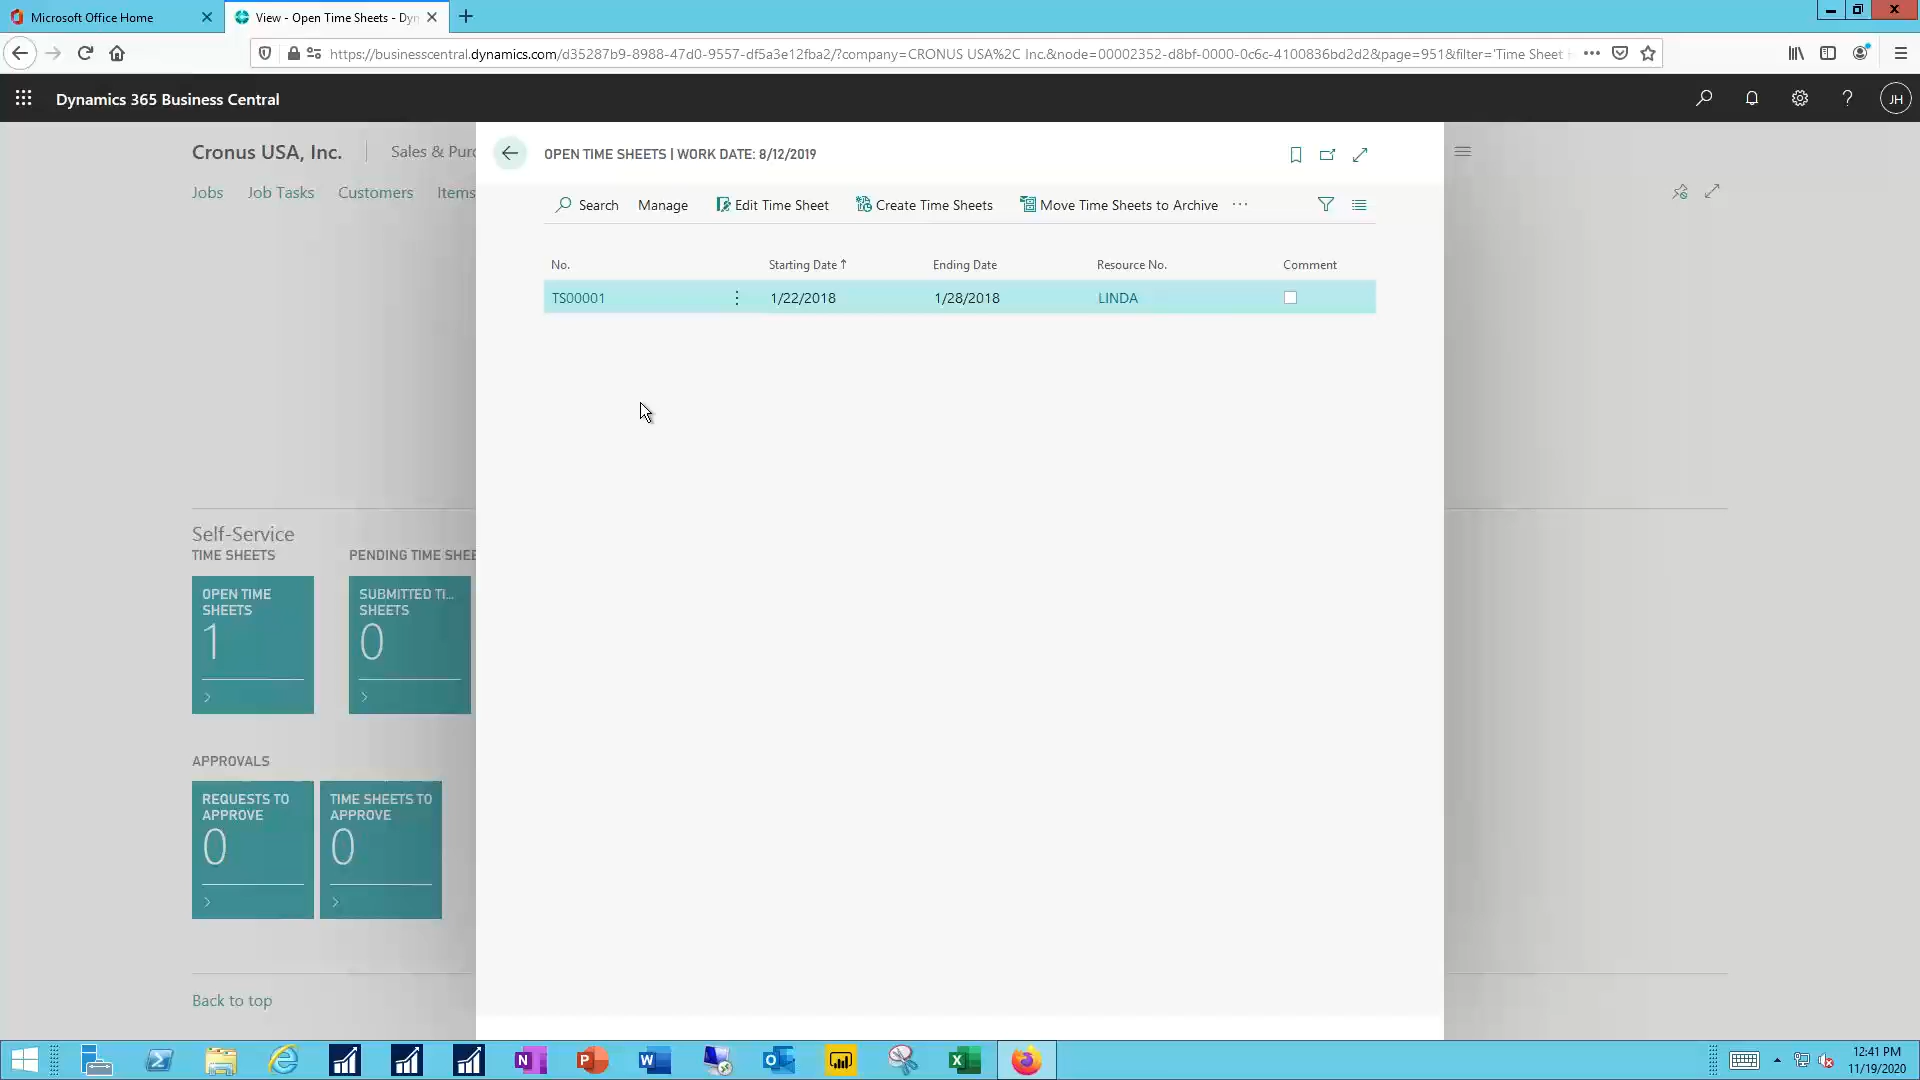 Microsoft Office Home
View - Open Time Sheets - Dyn
https://businesscentral.dynamics.com/d35287b9-8988-47d0-9557-df5a3e12fba2/?company=CRONUS USA%2C Inc.&node=00002352-d8bf-0000-0c6c-4100836bd2d2&page=951&filter='Time Sheet
Dynamics 365 Business Central
JH
Cronus USA, Inc.
Sales & Purc
Jobs
Job Tasks
Customers
Items
OPEN TIME SHEETS | WORK DATE: 8/12/2019
Search
Manage
Edit Time Sheet
Create Time Sheets
Move Time Sheets to Archive
No.
Starting Date ↑
Ending Date
Resource No.
Comment
TS00001
1/22/2018
1/28/2018
LINDA
Self-Service
TIME SHEETS
PENDING TIME SHEE
OPEN TIME
SHEETS
1
SUBMITTED TI...
SHEETS
0
APPROVALS
REQUESTS TO
APPROVE
0
TIME SHEETS TO
APPROVE
0
Back to top
12:41 PM
11/19/2020